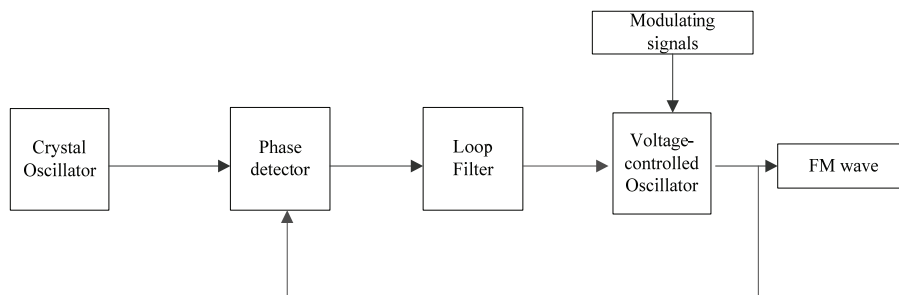 Modulating
signals
Crystal
Oscillator
Phase
detector
Loop
Filter
Voltage-
controlled
Oscillator
FM wave